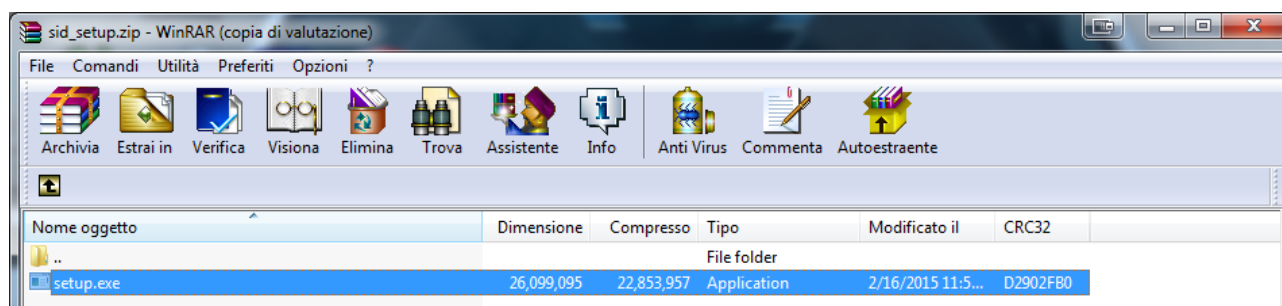 sid_setup.zip - WinRAR (copia di valutazione)
File Comandi Utilità Preferiti Opzioni ?
Archivia Estrai in Verifica Visiona Elimina Trova Assistente Info Anti Virus Commenta Autoestraente
Nome oggetto Dimensione Compresso Tipo Modificato il CRC32
.. File folder
setup.exe 26,099,095 22,853,957 Application 2/16/2015 11:5... D2902FB0